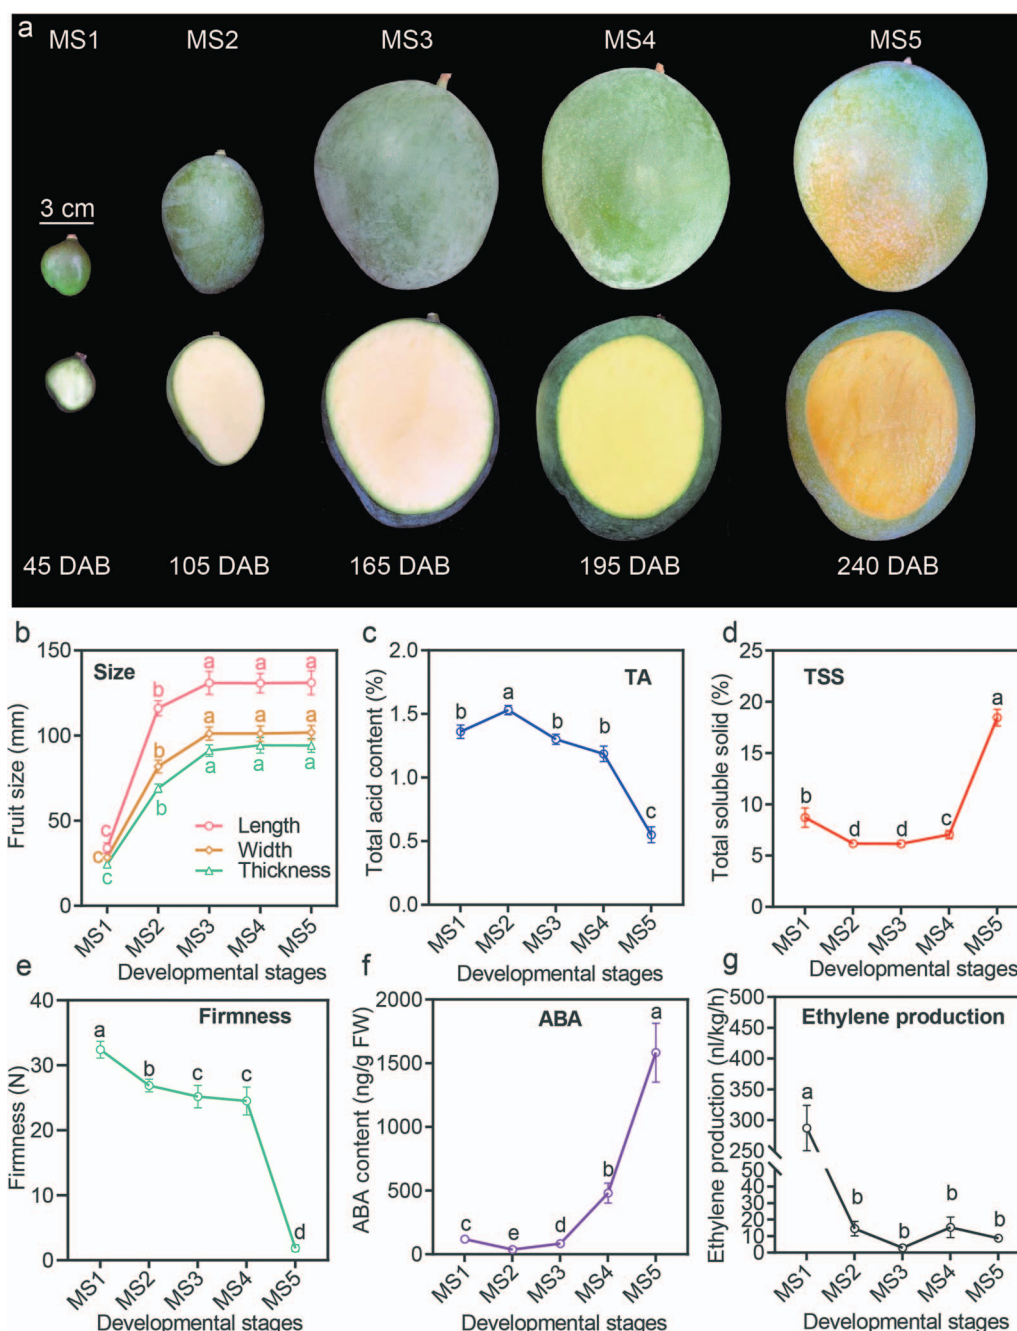 a
MS1 MS2 MS3 MS4 MS5
3 cm
45 DAB 105 DAB 165 DAB 195 DAB 240 DAB
b
Size
Fruit size (mm)
150
100
50
0
a a a
b
a a a
b
a a a
b
c
c
c
Length
Width
Thickness
MS1 MS2 MS3 MS4 MS5
Developmental stages
c
TA
Total acid content (%)
2.0
1.5
1.0
0.5
0.0
b a b b c
MS1 MS2 MS3 MS4 MS5
Developmental stages
d
TSS
Total soluble solid (%)
25
20
15
10
5
0
b d d c a
MS1 MS2 MS3 MS4 MS5
Developmental stages
e
Firmness
Firmness (N)
40
30
20
10
0
a b c c d
MS1 MS2 MS3 MS4 MS5
Developmental stages
f
ABA
ABA content (ng/g FW)
2000
1500
1000
500
0
c e d b a
MS1 MS2 MS3 MS4 MS5
Developmental stages
g
Ethylene production
Ethylene production (nl/kg/h)
500
450
400
350
300
250
50
40
30
20
10
0
a b b b b
MS1 MS2 MS3 MS4 MS5
Developmental stages